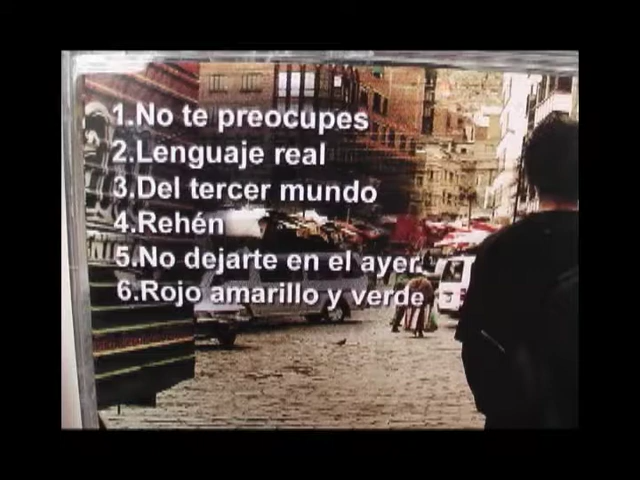 1.No te preocupes
2.Lenguaje real
3.Del tercer mundo
4.Rehén
5.No dejarte en el ayer.
6.Rojo amarillo y verde